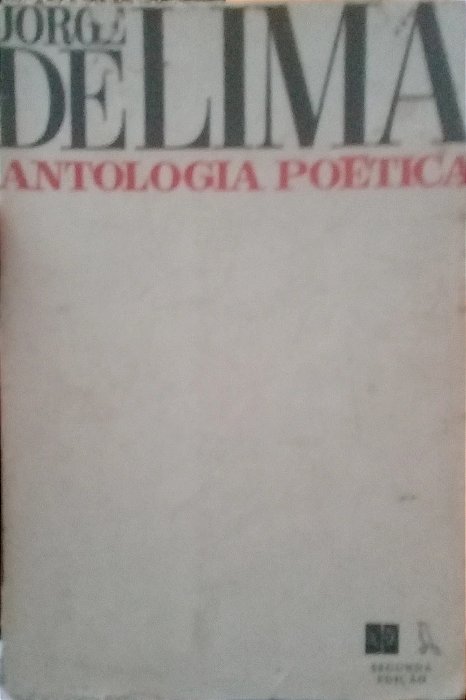 JORGE
DE LIMA
ANTOLOGIA POÉTICA
SEGUNDA
EDIÇÃO